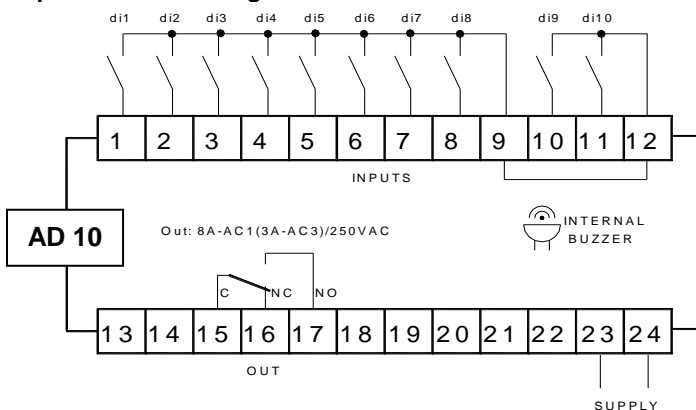 di1 di2 di3 di4 di5 di6 di7 di8 di9 di10
1 2 3 4 5 6 7 8 9 10 11 12
INPUTS
AD 10
Out: 8A-AC1(3A-AC3)/250VAC
INTERNAL
BUZZER
C NC NO
13 14 15 16 17 18 19 20 21 22 23 24
OUT
SUPPLY